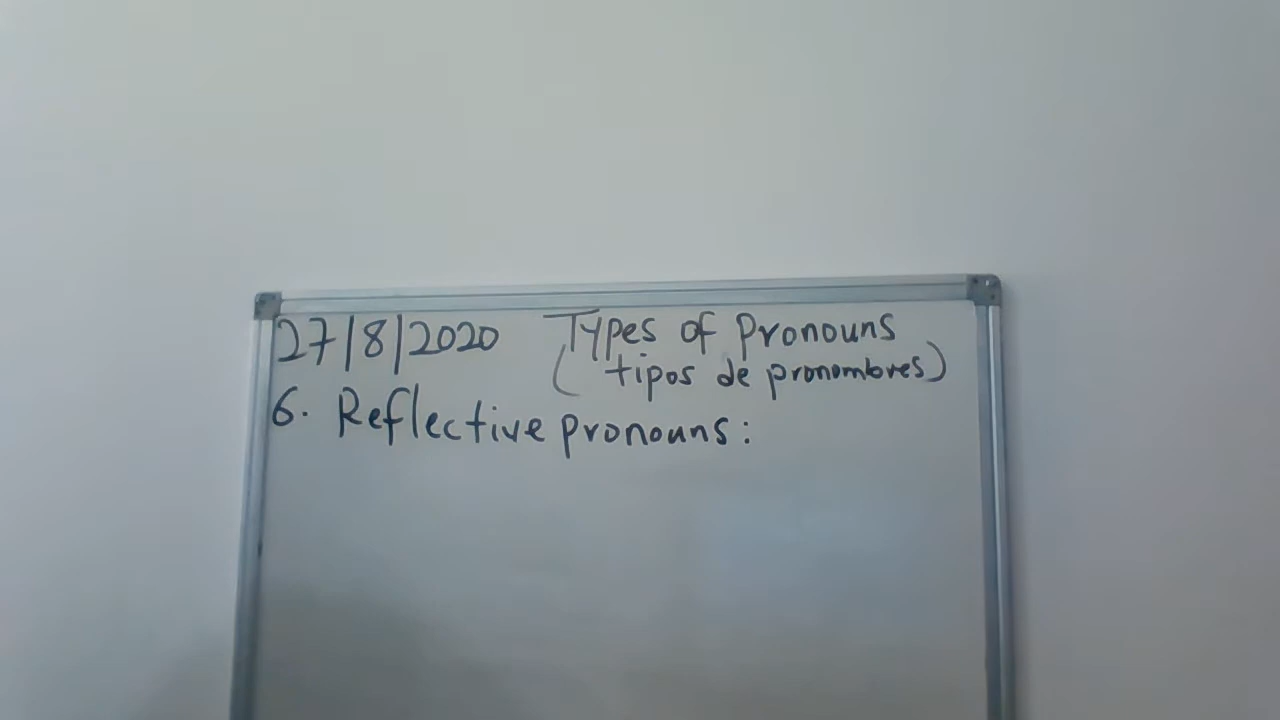 27/8/2020 Types of pronouns
(tipos de pronombres)
6. Reflective pronouns: